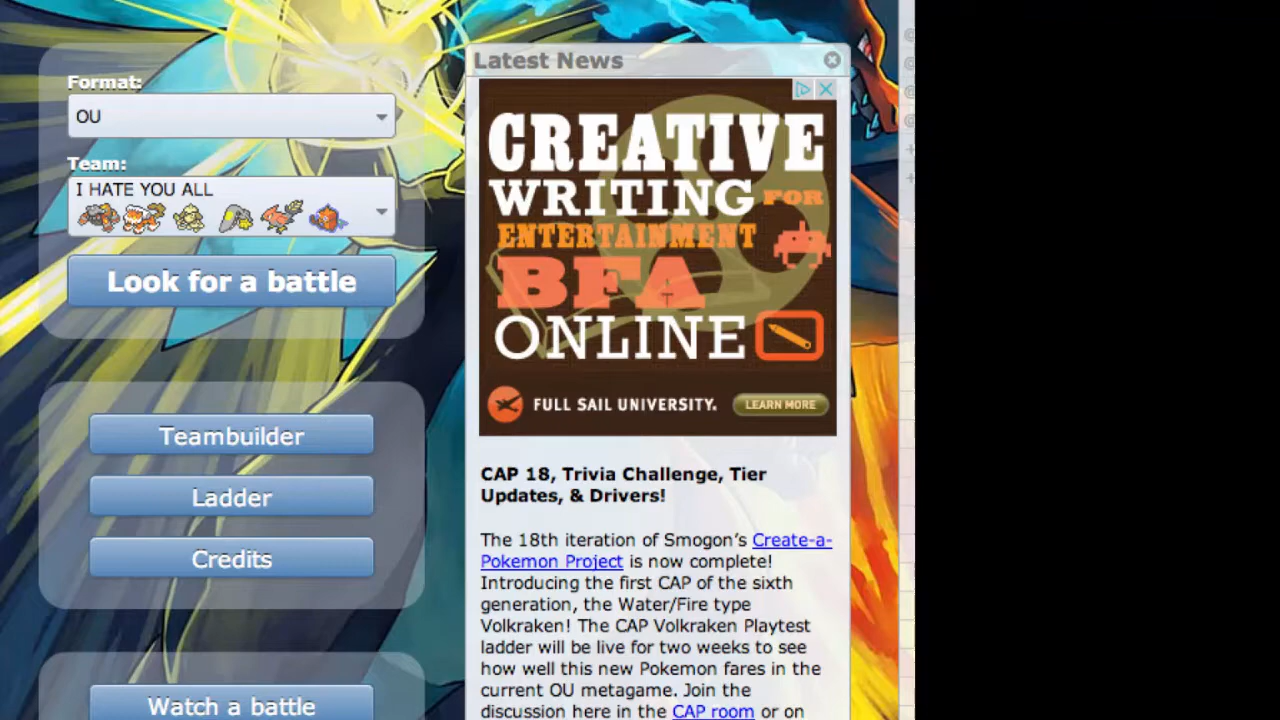 Format:
OU
Team:
I HATE YOU ALL
Look for a battle
Teambuilder
Ladder
Credits
Watch a battle
Latest News
CREATIVE
WRITING FOR
ENTERTAINMENT
BFA
ONLINE
FULL SAIL UNIVERSITY.
LEARN MORE
CAP 18, Trivia Challenge, Tier
Updates, & Drivers!
The 18th iteration of Smogon's Create-a-
Pokemon Project is now complete!
Introducing the first CAP of the sixth
generation, the Water/Fire type
Volkraken! The CAP Volkraken Playtest
ladder will be live for two weeks to see
how well this new Pokemon fares in the
current OU metagame. Join the
discussion here in the CAP room or on